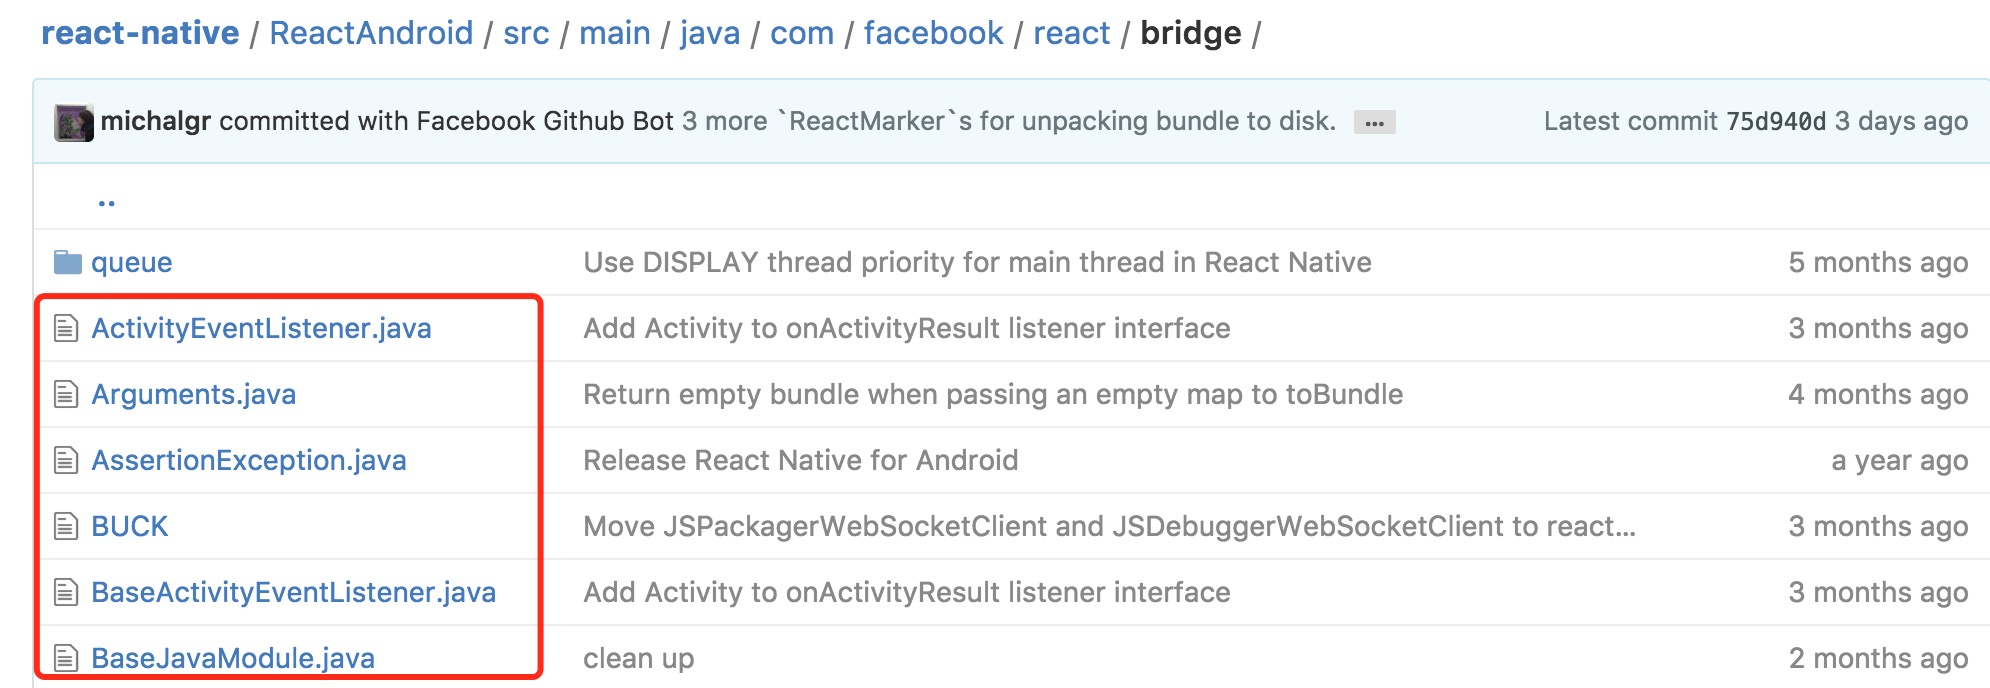 react-native / ReactAndroid / src / main / java / com / facebook / react / bridge /
michalgr committed with Facebook Github Bot 3 more `ReactMarker`s for unpacking bundle to disk. ... Latest commit 75d940d 3 days ago
..
queue Use DISPLAY thread priority for main thread in React Native 5 months ago
ActivityEventListener.java Add Activity to onActivityResult listener interface 3 months ago
Arguments.java Return empty bundle when passing an empty map to toBundle 4 months ago
AssertionException.java Release React Native for Android a year ago
BUCK Move JSPackagerWebSocketClient and JSDebuggerWebSocketClient to react... 3 months ago
BaseActivityEventListener.java Add Activity to onActivityResult listener interface 3 months ago
BaseJavaModule.java clean up 2 months ago